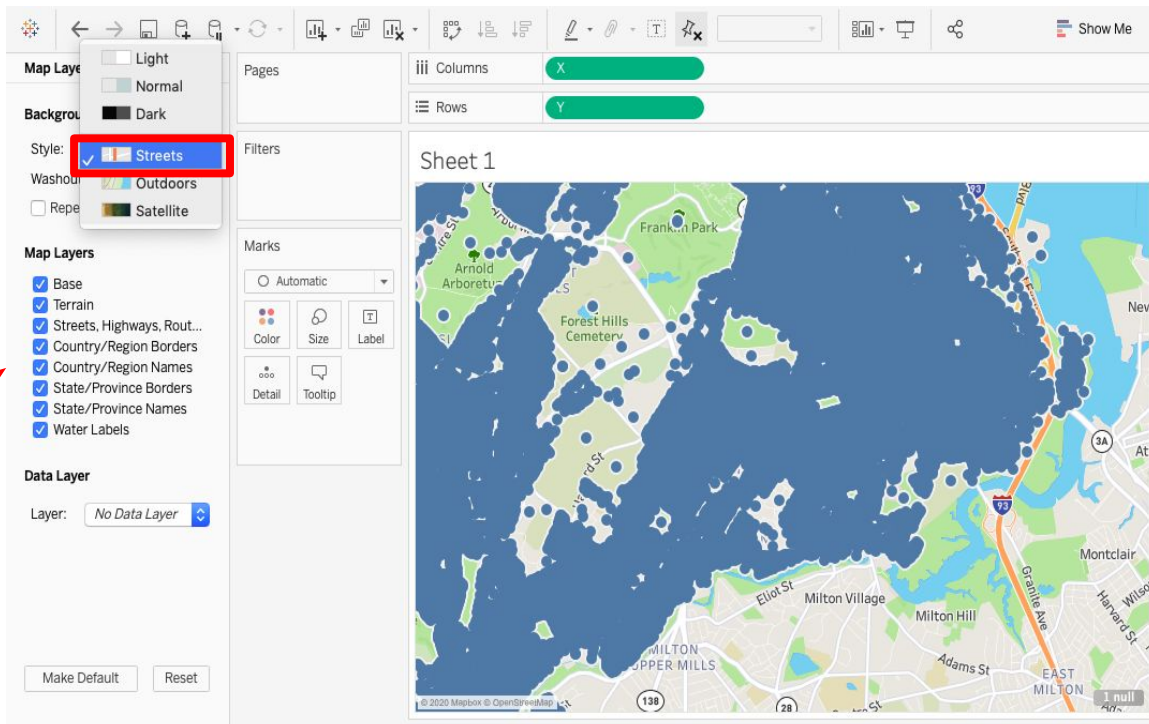 Show Me
Map Laye
Light
Normal
Dark
Backgrou
Style:
Streets
Washou
Outdoors
Repe
Satellite
Map Layers
Base
Terrain
Streets, Highways, Rout...
Country/Region Borders
Country/Region Names
State/Province Borders
State/Province Names
Water Labels
Data Layer
Layer: No Data Layer
Make Default Reset
Pages
Filters
Marks
Automatic
Color Size Label
Detail Tooltip
iii Columns X
Rows Y
Sheet 1
93
Blvd
Franklin Park
Arnold
Forest Hills
Cemetery
New
3A
At
93
Montclair
Eliot St
Milton Village
Granite Ave
Harvard St
Wilso
Milton Hill
MILTON
UPPER MILLS
Adams St
EAST
MILTON
138
28
© 2020 Mapbox © OpenStreetMap
1 null